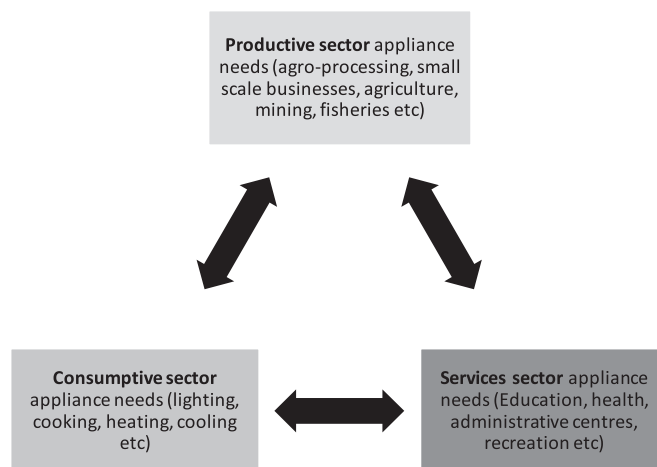 Productive sector appliance
needs (agro-processing, small
scale businesses, agriculture,
mining, fisheries etc)
Consumptive sector
appliance needs (lighting,
cooking, heating, cooling
etc)
Services sector appliance
needs (Education, health,
administrative centres,
recreation etc)